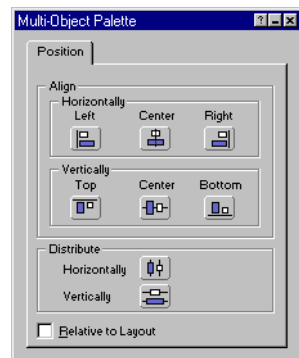 Multi-Object Palette
Position
Align
Horizontally
Left Center Right
Vertically
Top Center Bottom
Distribute
Horizontally
Vertically
Relative to Layout